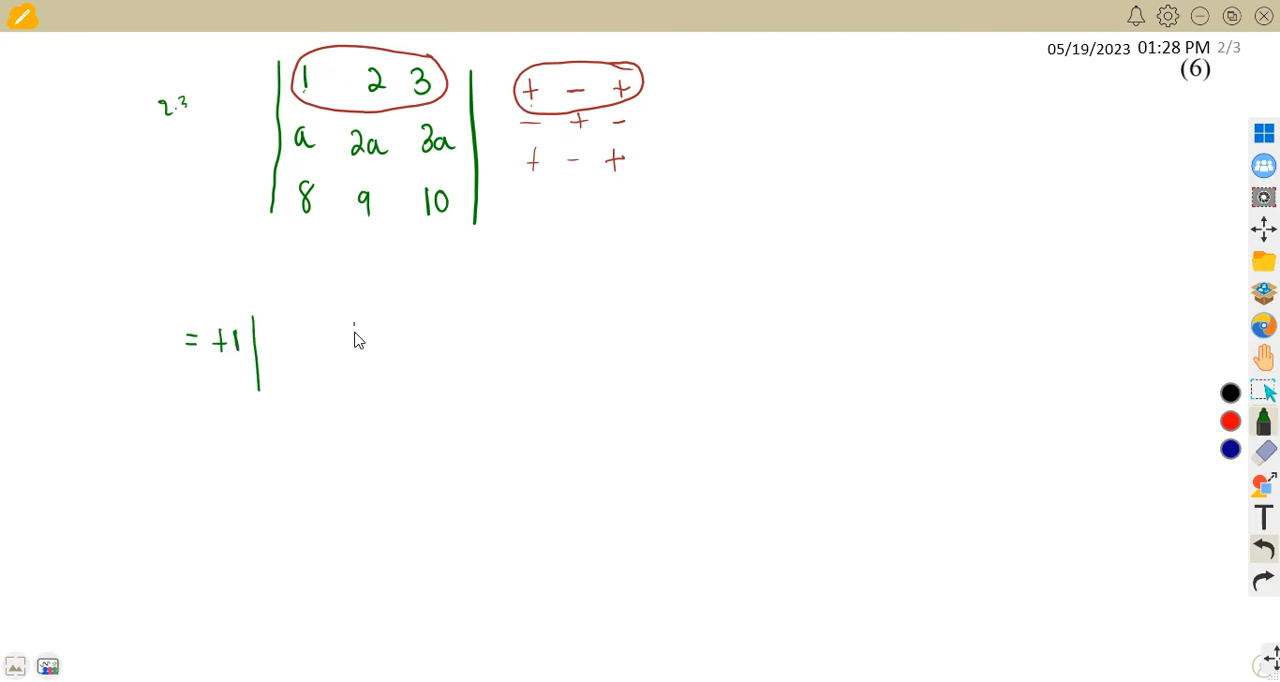 05/19/2023 01:28 PM 2/3
(6)
2.3
| 1 2 3 | + - +
| a 2a 3a | - + -
| 8 9 10 | + - +
= +1 |
T